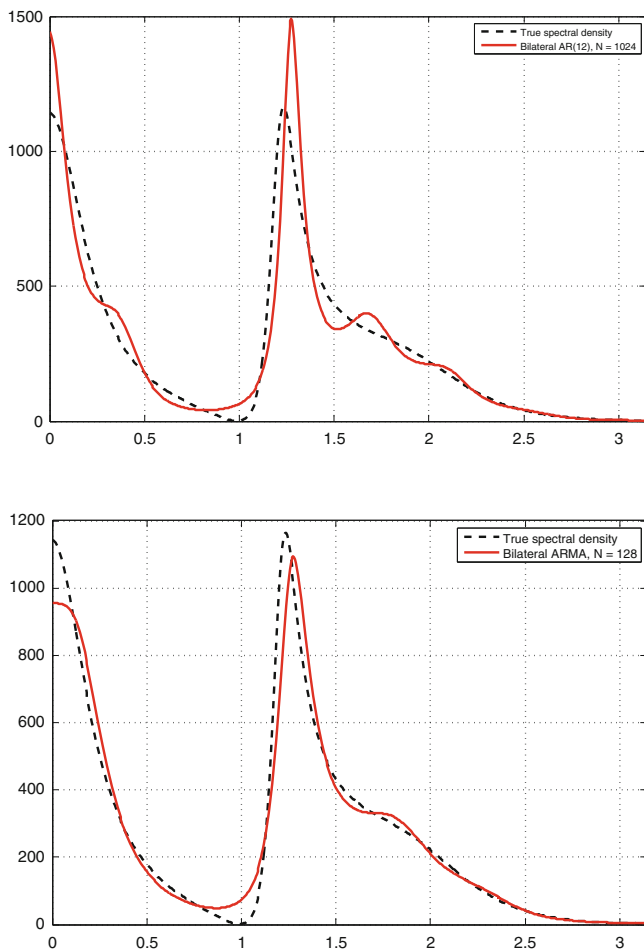 1500
True spectral density
Bilateral AR(12), N = 1024
1000
500
0
0 0.5 1 1.5 2 2.5 3
1200
True spectral density
Bilateral ARMA, N = 128
1000
800
600
400
200
0
0 0.5 1 1.5 2 2.5 3